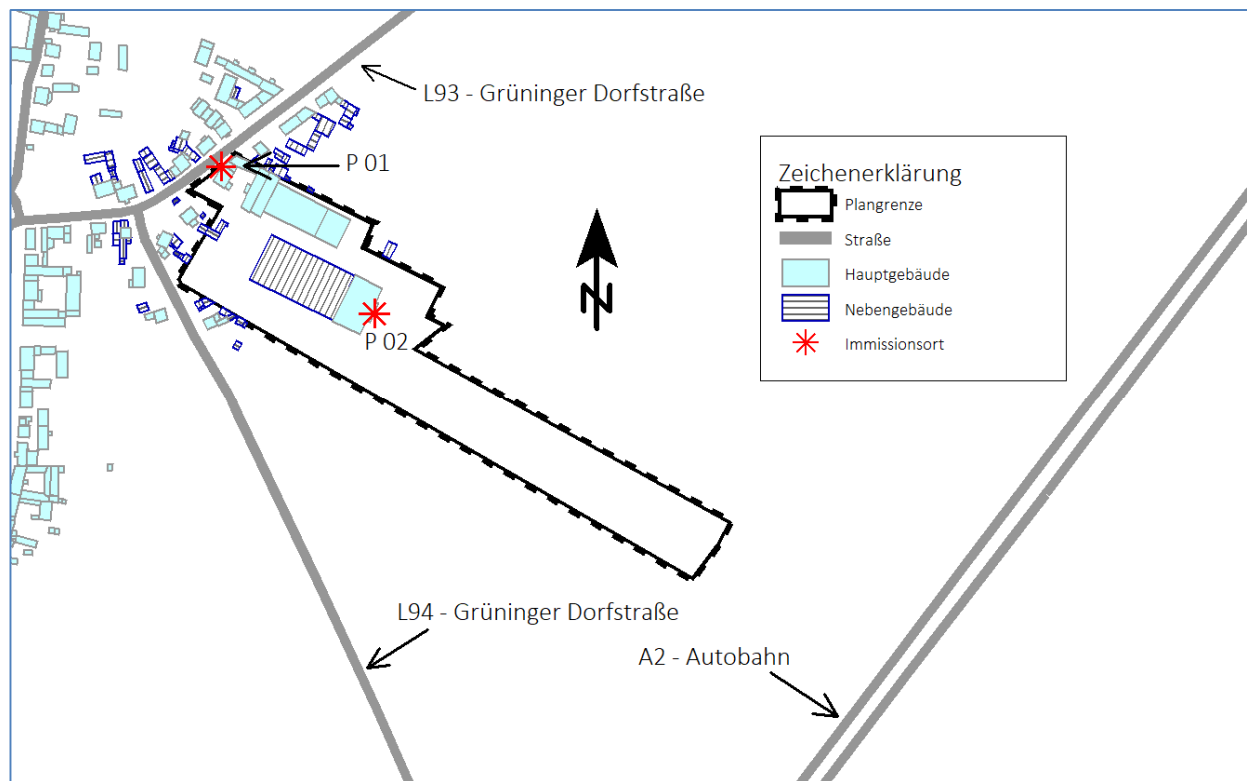 L93 - Grüninger Dorfstraße
P 01
Zeichenerklärung
Plangrenze
Straße
Hauptgebäude
Nebengebäude
Immissionsort
N
P 02
L94 - Grüninger Dorfstraße
A2 - Autobahn